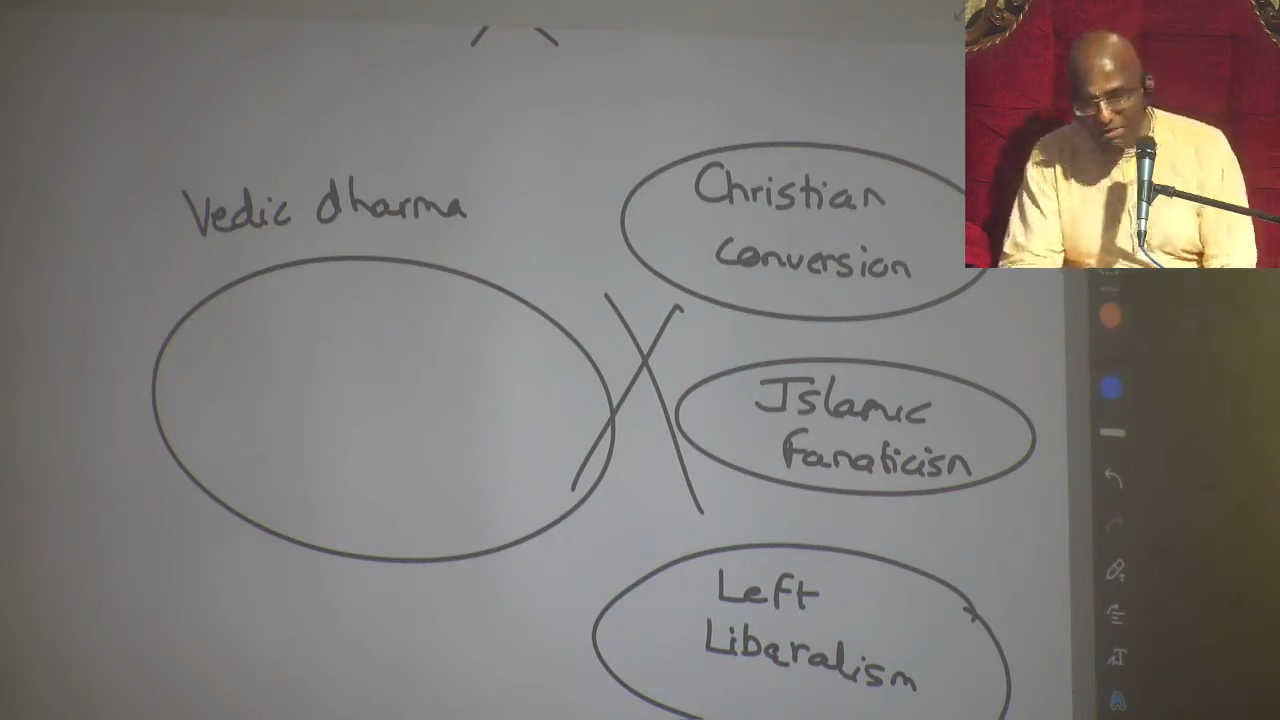 Vedic dharma
Christian
conversion
Islamic
fanaticism
Left
Liberalism